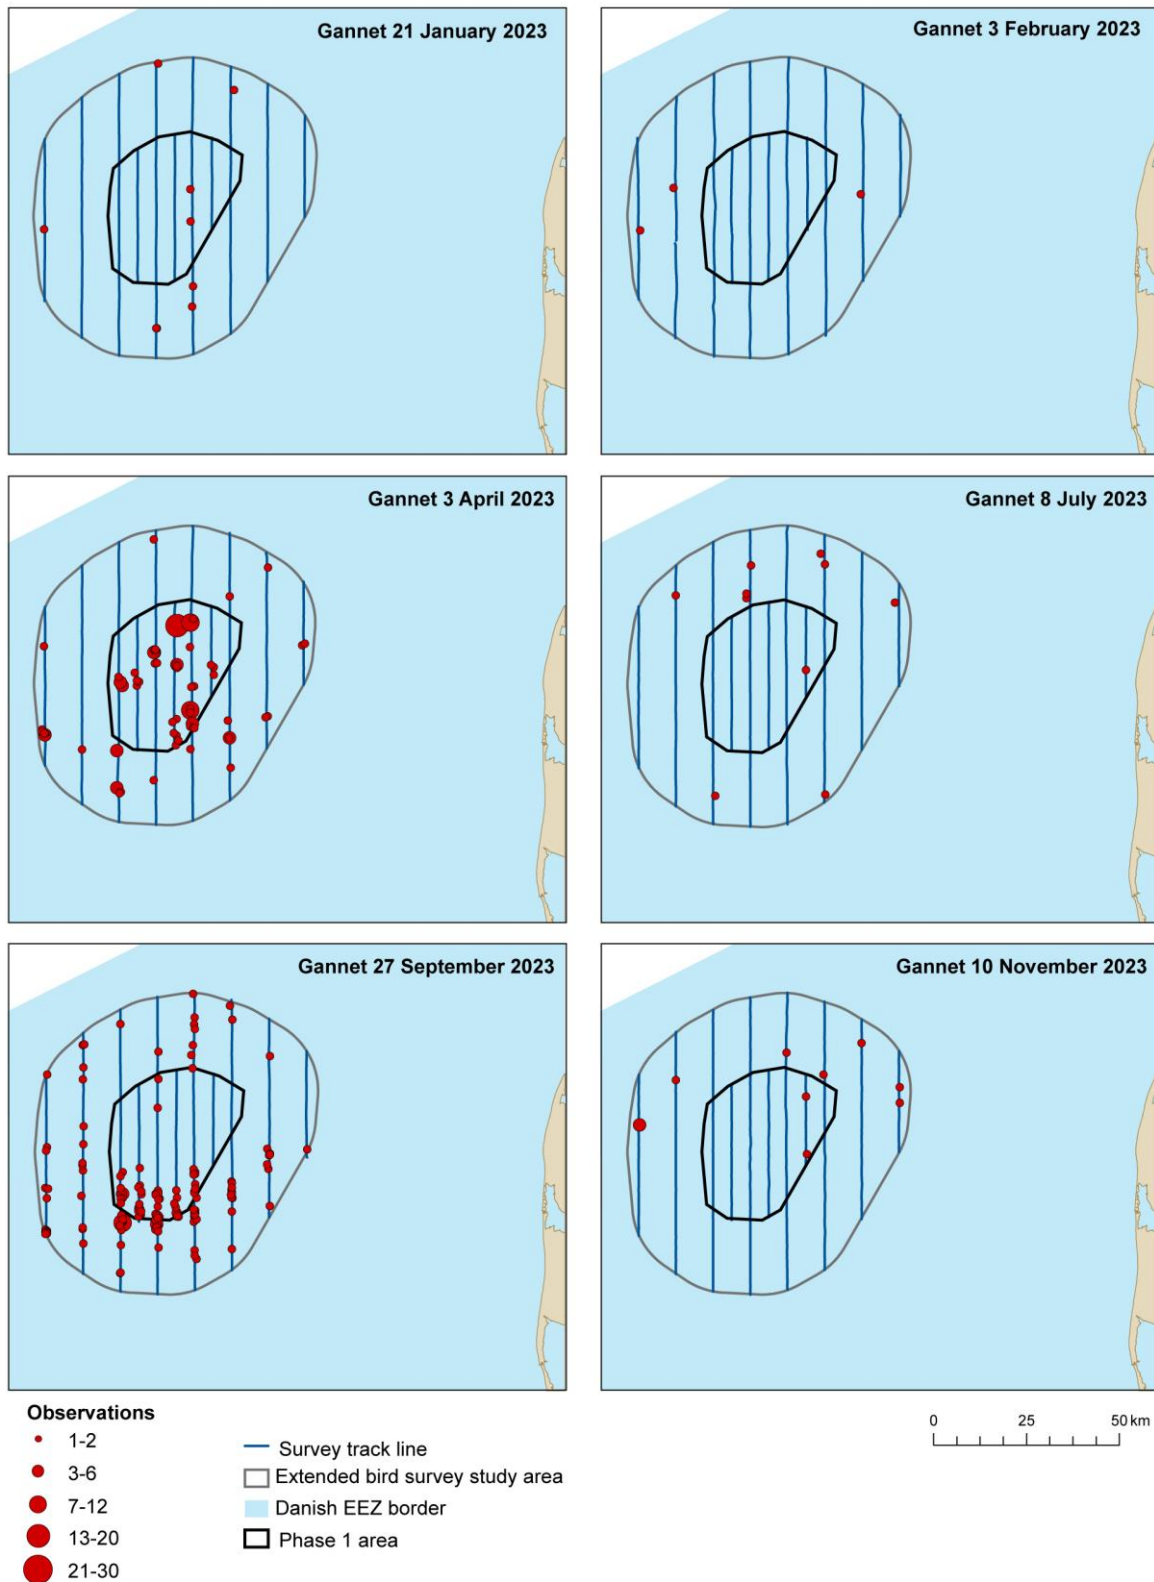 Gannet 21 January 2023
Gannet 3 February 2023
Gannet 3 April 2023
Gannet 8 July 2023
Gannet 27 September 2023
Gannet 10 November 2023
Observations
1-2
3-6
7-12
13-20
21-30
Survey track line
Extended bird survey study area
Danish EEZ border
Phase 1 area
0 25 50 km